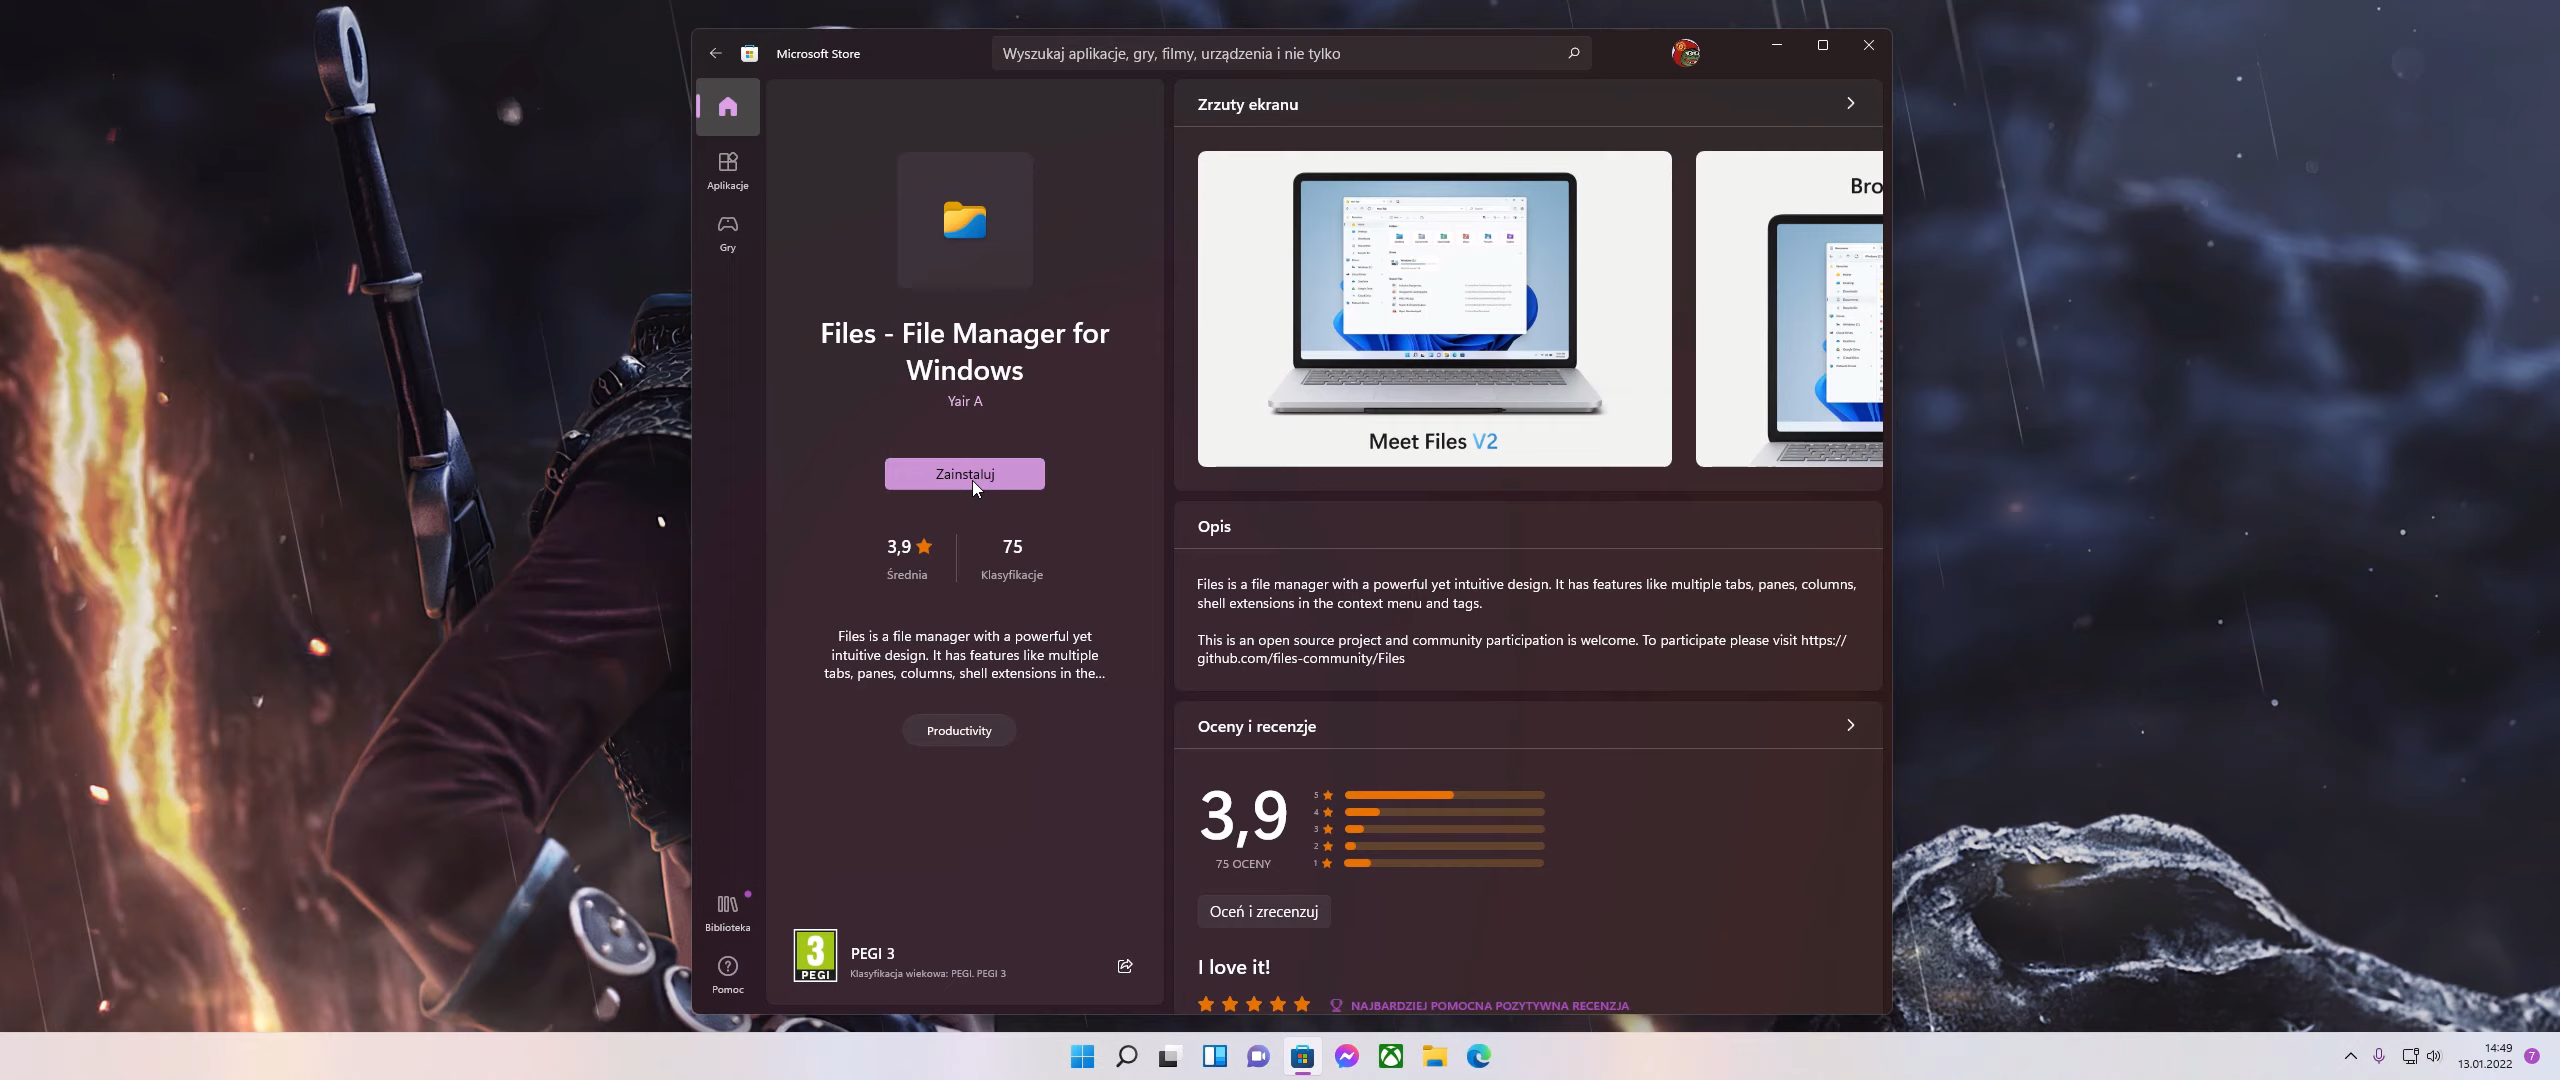 Microsoft Store
Wyszukaj aplikacje, gry, filmy, urządzenia i nie tylko
Aplikacje
Gry
Biblioteka
Pomoc
Files - File Manager for
Windows
Yair A
Zainstaluj
3,9
Średnia
75
Klasyfikacje
Files is a file manager with a powerful yet
intuitive design. It has features like multiple
tabs, panes, columns, shell extensions in the...
Productivity
3
PEGI
PEGI 3
Klasyfikacja wiekowa: PEGI. PEGI 3
Zrzuty ekranu
Meet Files V2
Bro
Opis
Files is a file manager with a powerful yet intuitive design. It has features like multiple tabs, panes, columns,
shell extensions in the context menu and tags.
This is an open source project and community participation is welcome. To participate please visit https://
github.com/files-community/Files
Oceny i recenzje
3,9
75 OCENY
5
4
3
2
1
Oceń i zrecenzuj
I love it!
NAJBARDZIEJ POMOCNA POZYTYWNA RECENZJA
14:49
13.01.2022
7